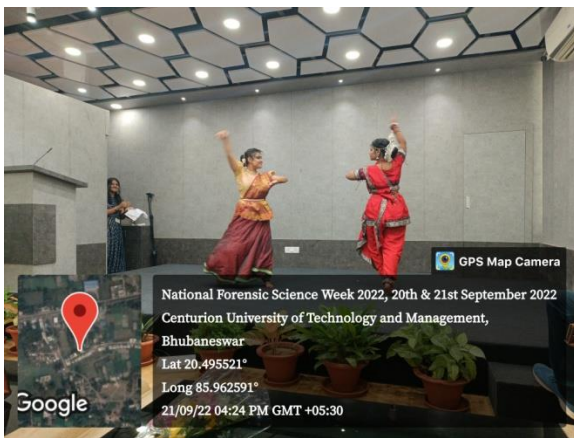 GPS Map Camera
National Forensic Science Week 2022, 20th & 21st September 2022
Centurion University of Technology and Management,
Bhubaneswar
Lat 20.495521°
Long 85.962591°
21/09/22 04:24 PM GMT +05:30
Google